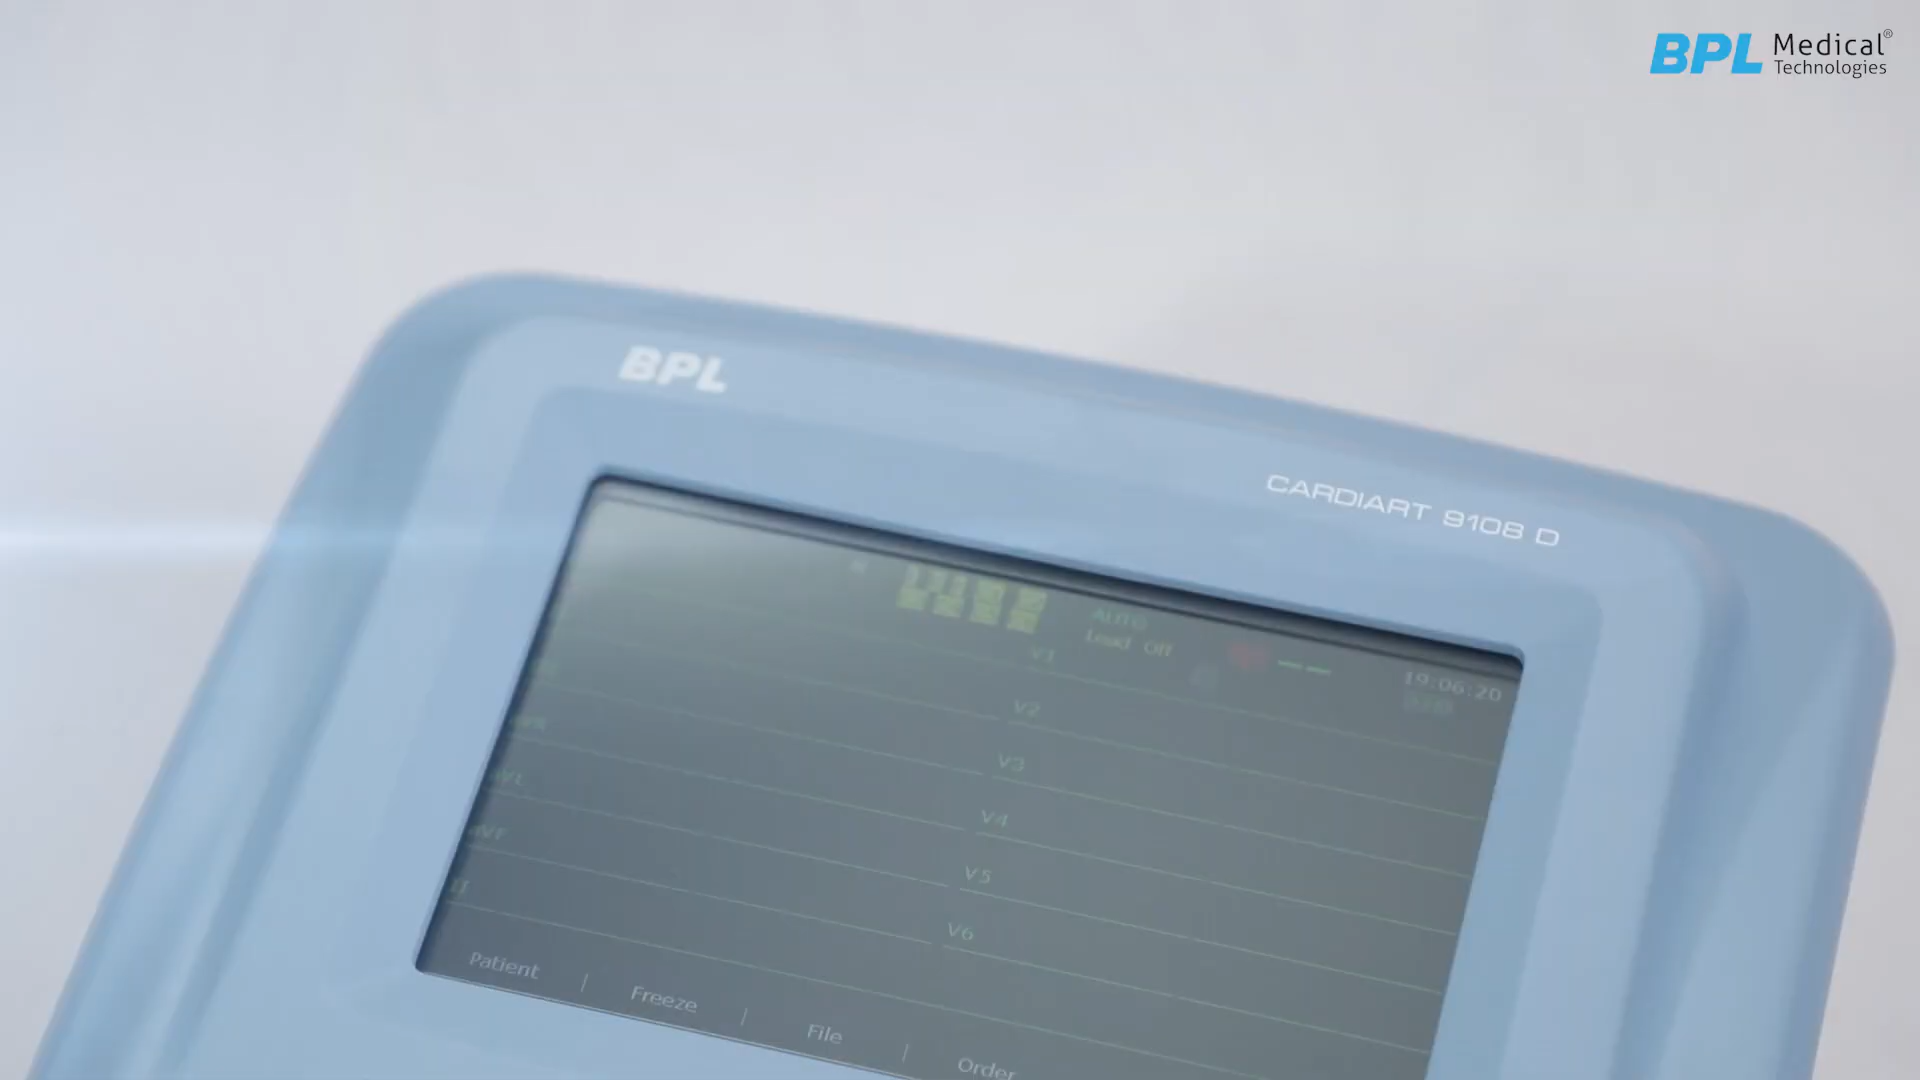 BPL Medical®
Technologies
BPL
CARDIART 9108 D
AUTO
Lead Off
19:06:20
V1
V2
V3
aVL
V4
aVF
V5
II
V6
Patient | Freeze | File | Order